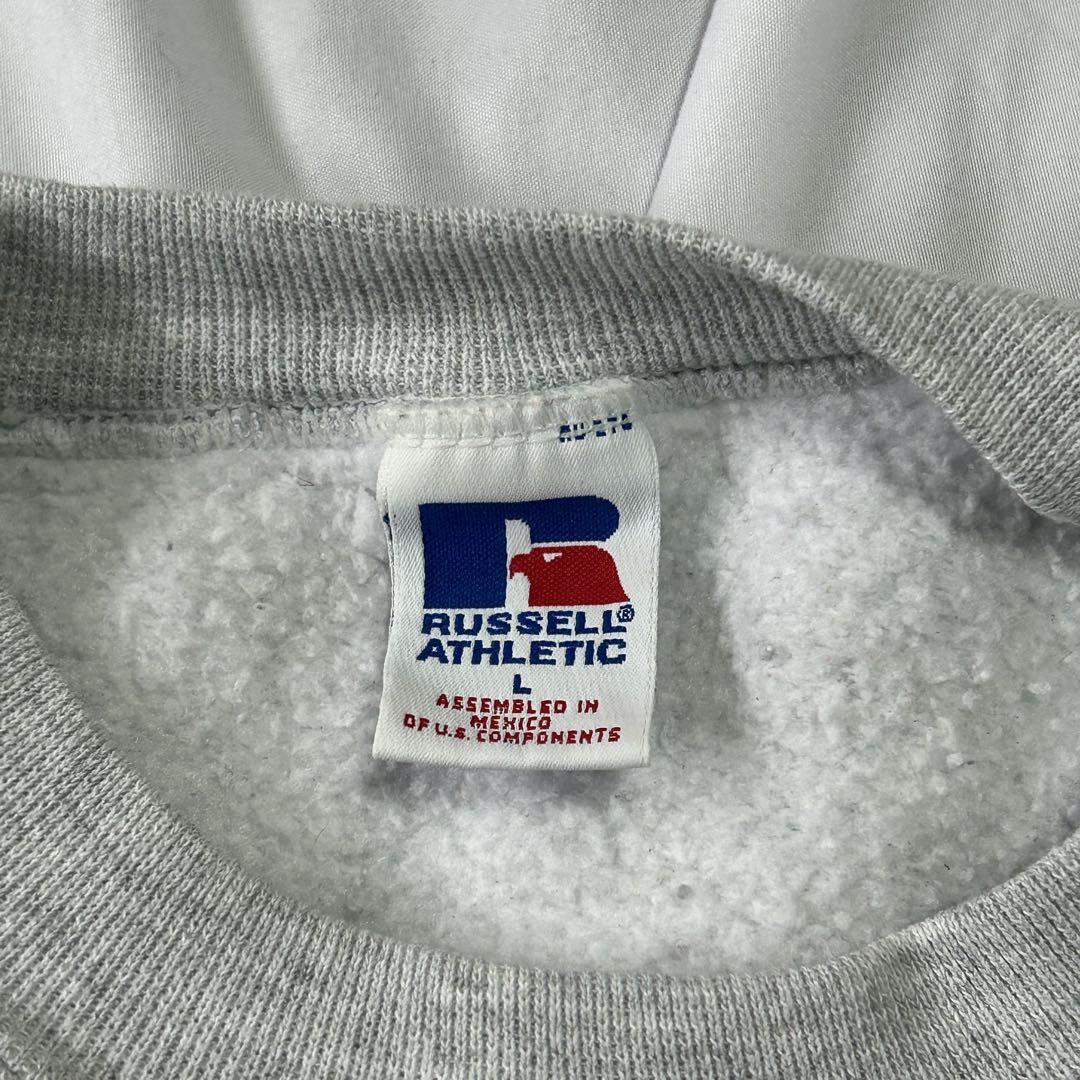 RUSSELL®
ATHLETIC
L
ASSEMBLED IN
MEXICO
OF U.S. COMPONENTS